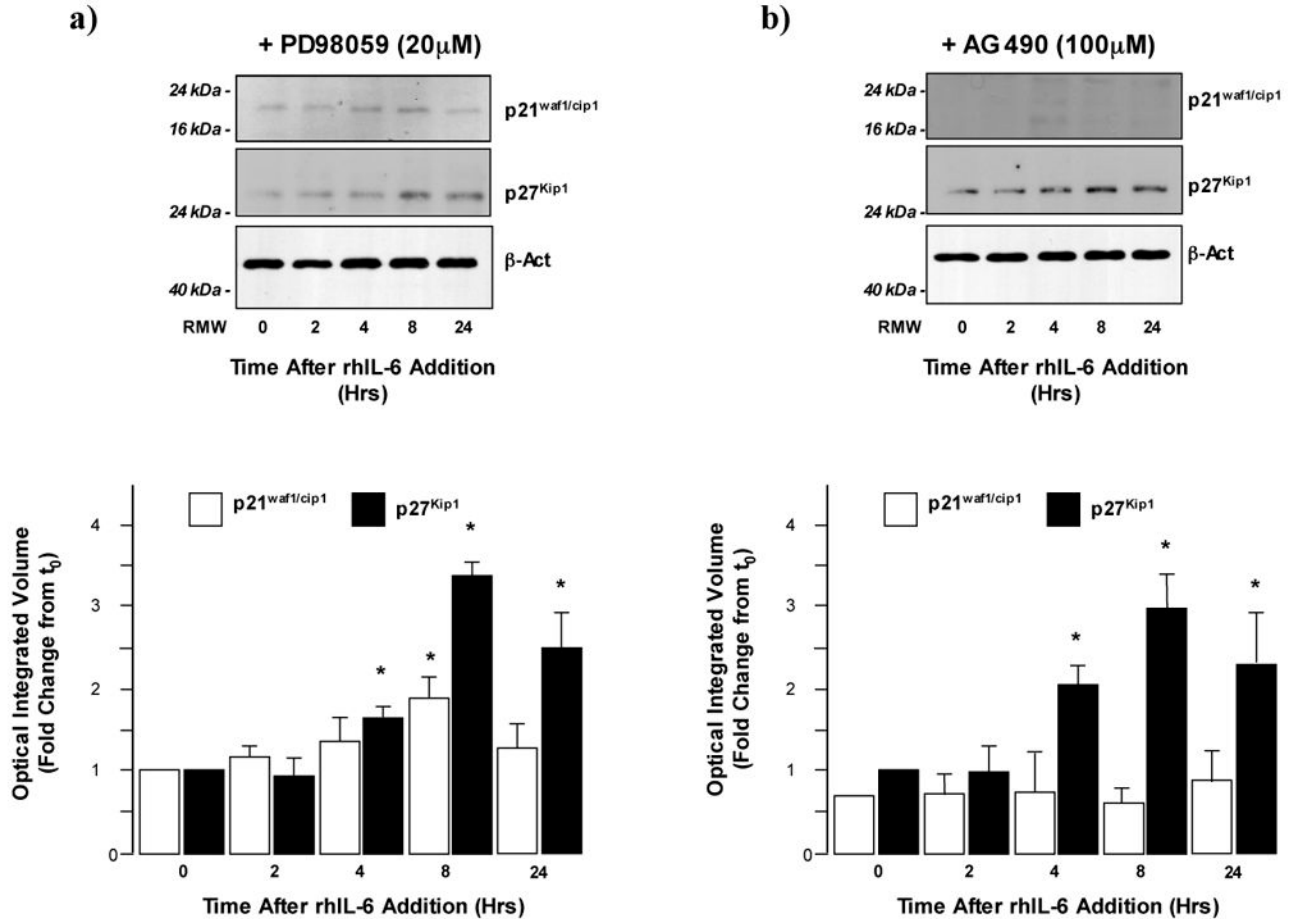 a)
+ PD98059 (20μM)
24 kDa -
16 kDa -
p21waf1/cip1
p27Kip1
24 kDa -
β-Act
40 kDa -
RMW 0 2 4 8 24
Time After rhIL-6 Addition
(Hrs)
b)
+ AG 490 (100μM)
24 kDa -
16 kDa -
p21waf1/cip1
p27Kip1
24 kDa -
β-Act
40 kDa -
RMW 0 2 4 8 24
Time After rhIL-6 Addition
(Hrs)
Optical Integrated Volume
(Fold Change from t0)
p21waf1/cip1 p27Kip1
4
3
2
1
0
* * * *
0 2 4 8 24
Time After rhIL-6 Addition (Hrs)
Optical Integrated Volume
(Fold Change from t0)
p21waf1/cip1 p27Kip1
4
3
2
1
0
* * *
0 2 4 8 24
Time After rhIL-6 Addition (Hrs)